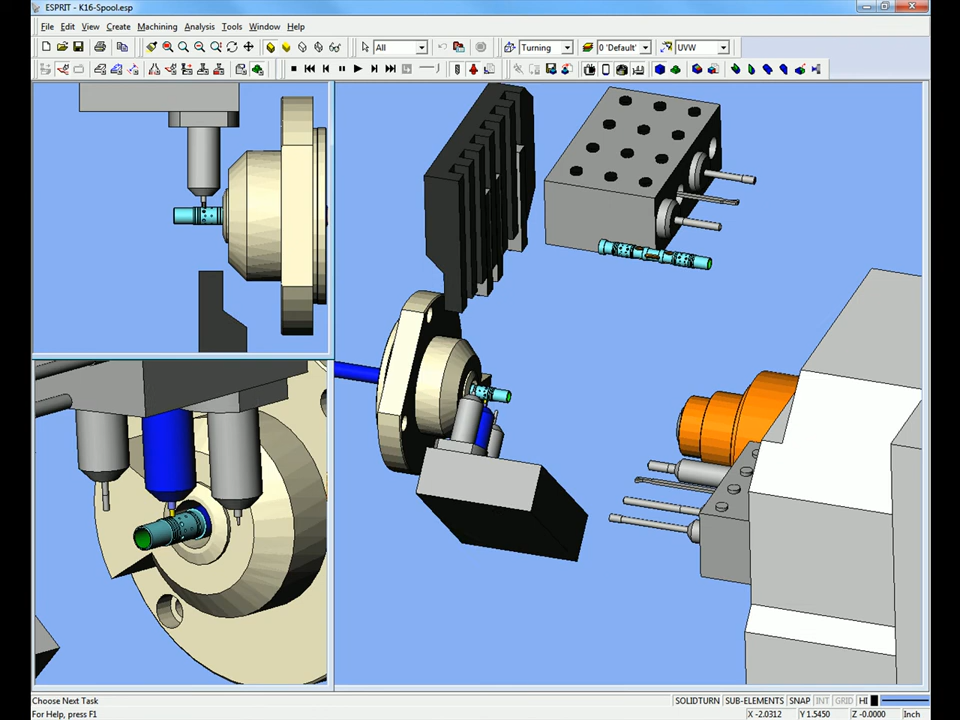 ESPRIT - K16-Spool.esp
File Edit View Create Machining Analysis Tools Window Help
All Turning 0 'Default' UVW
Choose Next Task
SOLIDTURN SUB-ELEMENTS SNAP INT GRID HI
For Help, press F1
X -2.0312 Y 1.5450 Z -0.0000 Inch